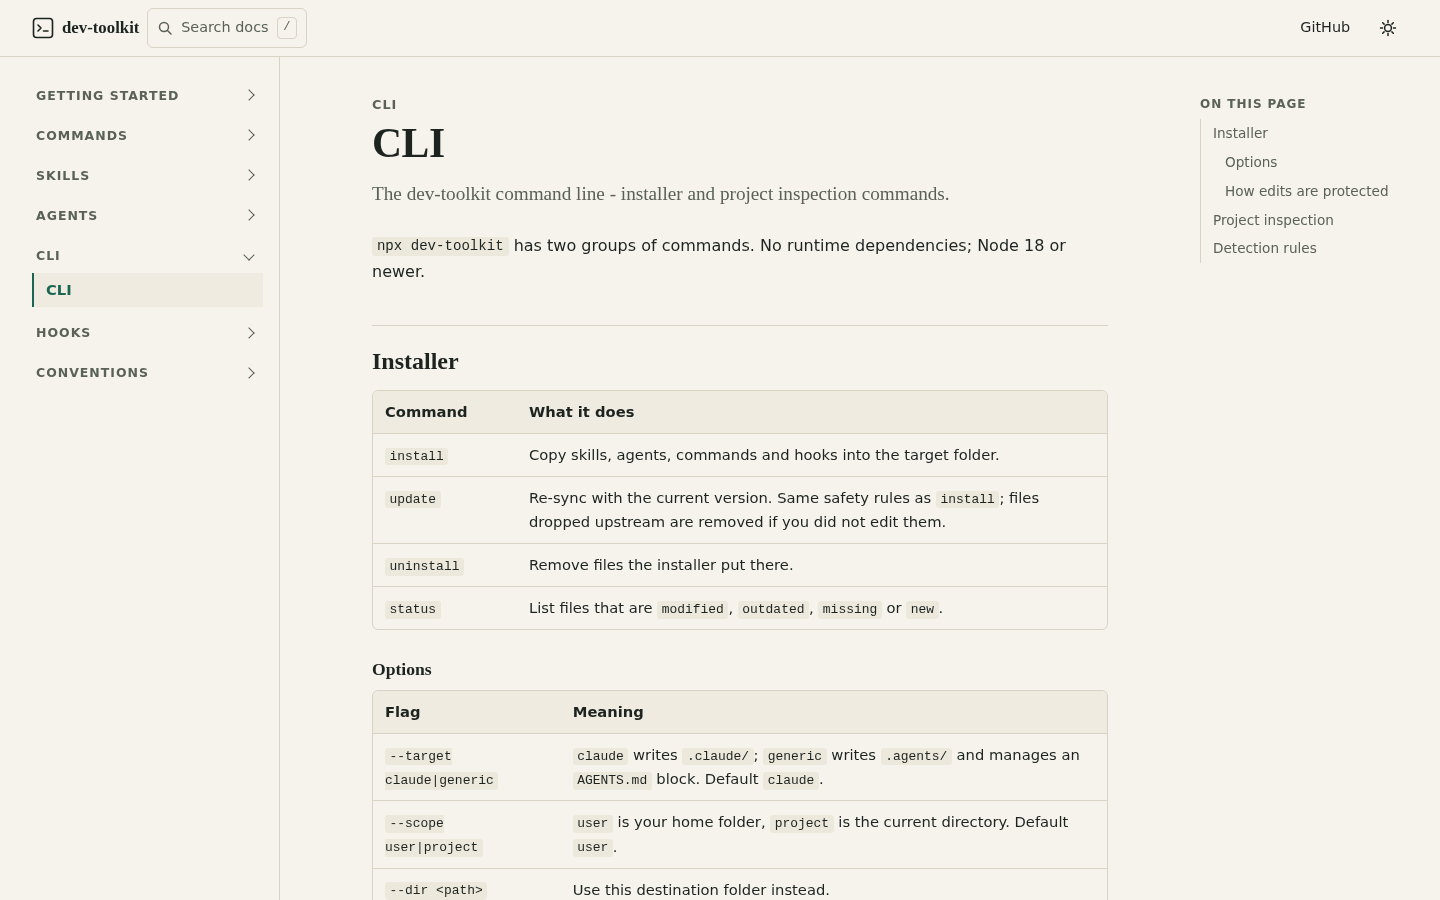 dev-toolkit
Search docs /
GitHub
GETTING STARTED
COMMANDS
SKILLS
AGENTS
CLI
CLI
HOOKS
CONVENTIONS
CLI
CLI
The dev-toolkit command line - installer and project inspection commands.
npx dev-toolkit has two groups of commands. No runtime dependencies; Node 18 or
newer.
Installer
Command What it does
install Copy skills, agents, commands and hooks into the target folder.
update Re-sync with the current version. Same safety rules as install; files
dropped upstream are removed if you did not edit them.
uninstall Remove files the installer put there.
status List files that are modified, outdated, missing or new.
Options
Flag Meaning
--target claude writes .claude/; generic writes .agents/ and manages an
claude|generic AGENTS.md block. Default claude.
--scope user is your home folder, project is the current directory. Default
user|project user.
--dir <path> Use this destination folder instead.
ON THIS PAGE
Installer
Options
How edits are protected
Project inspection
Detection rules